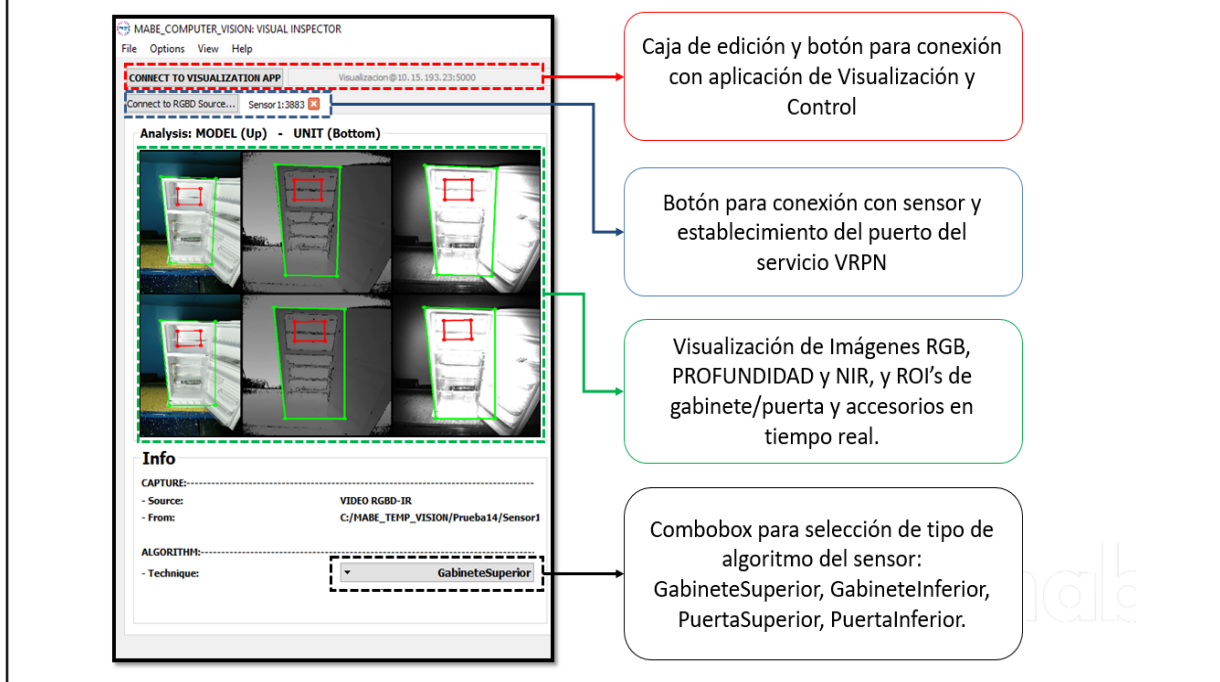 MABE_COMPUTER_VISION: VISUAL INSPECTOR
File Options View Help
CONNECT TO VISUALIZATION APP Visualizacion@10.15.193.23:5000
Connect to RGBD Source... Sensor1:3883
Analysis: MODEL (Up) - UNIT (Bottom)
Info
CAPTURE:
- Source: VIDEO RGBD-IR
- From: C:/MABE_TEMP_VISION/Prueba14/Sensor1
ALGORITHM:
- Technique: GabineteSuperior
Caja de edición y botón para conexión
con aplicación de Visualización y
Control
Botón para conexión con sensor y
establecimiento del puerto del
servicio VRPN
Visualización de Imágenes RGB,
PROFUNDIDAD y NIR, y ROI’s de
gabinete/puerta y accesorios en
tiempo real.
Combobox para selección de tipo de
algoritmo del sensor:
GabineteSuperior, GabineteInferior,
PuertaSuperior, PuertaInferior.